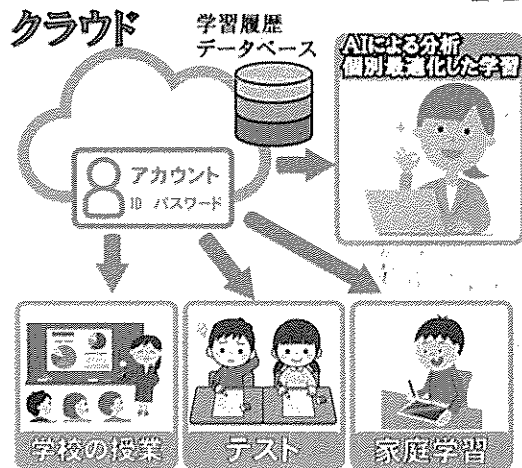 クラウド
学習履歴
データベース
AIによる分析
個別最適化した学習
アカウント
ID パスワード
学校の授業
テスト
家庭学習